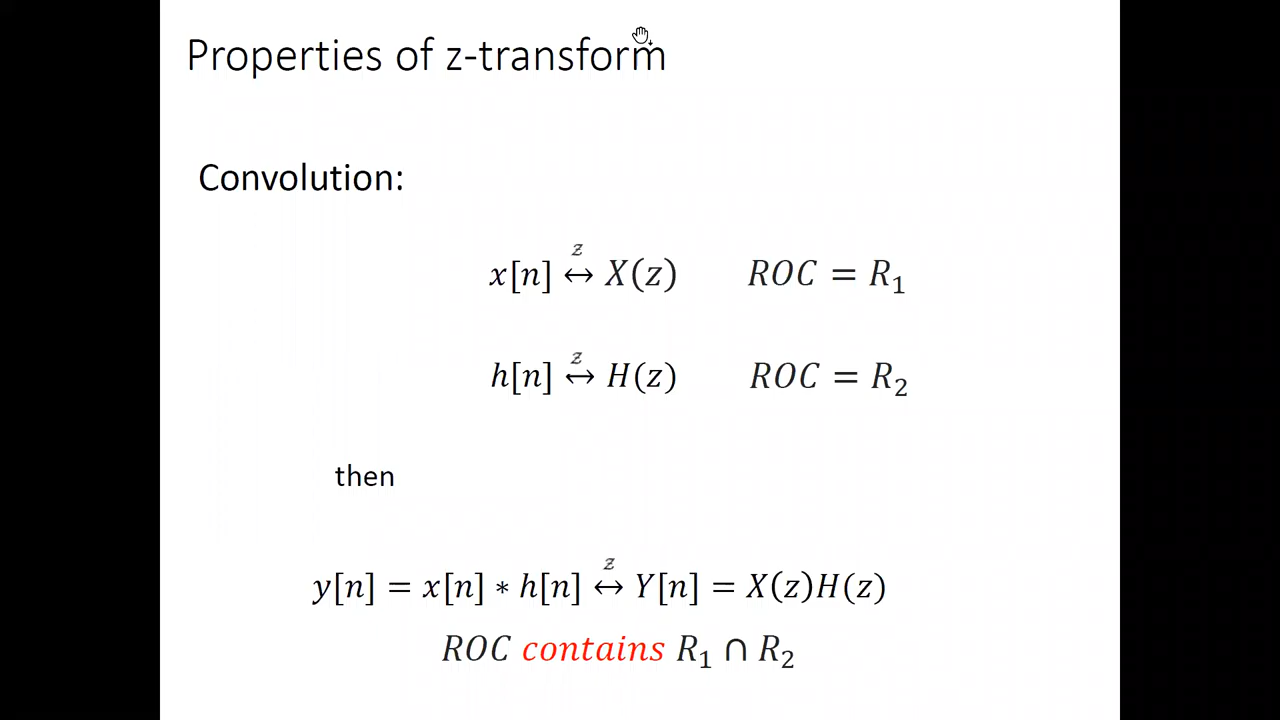 Properties of z-transform
Convolution:
x[n] z↔ X(z) ROC = R₁
h[n] z↔ H(z) ROC = R₂
then
y[n] = x[n] ∗ h[n] z↔ Y[n] = X(z)H(z)
ROC contains R₁ ∩ R₂